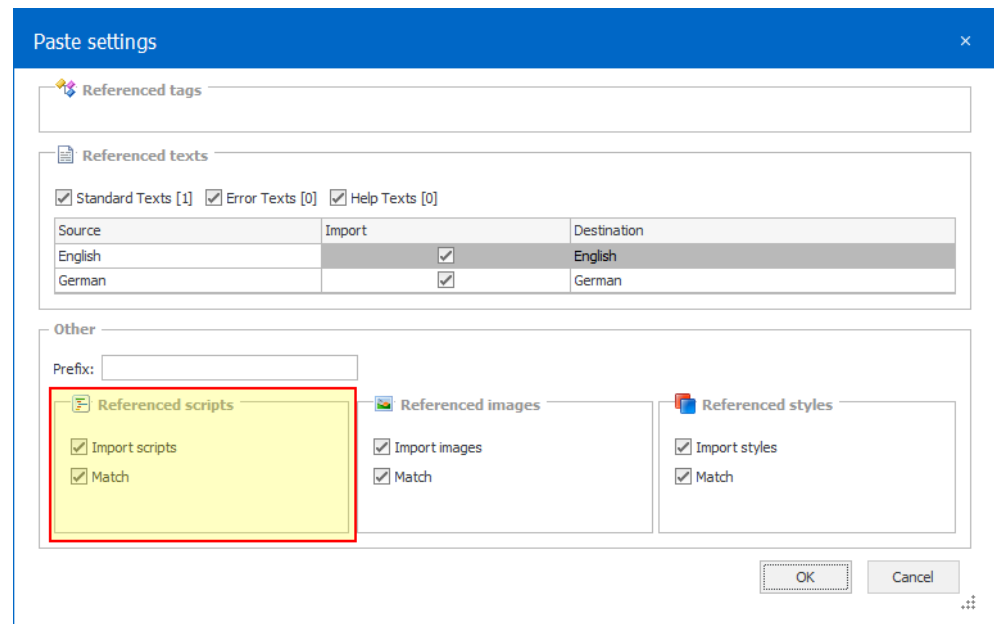 Paste settings
Referenced tags
Referenced texts
Standard Texts [1] Error Texts [0] Help Texts [0]
Source Import Destination
English English
German German
Other
Prefix:
Referenced scripts Referenced images Referenced styles
Import scripts Import images Import styles
Match Match Match
OK Cancel